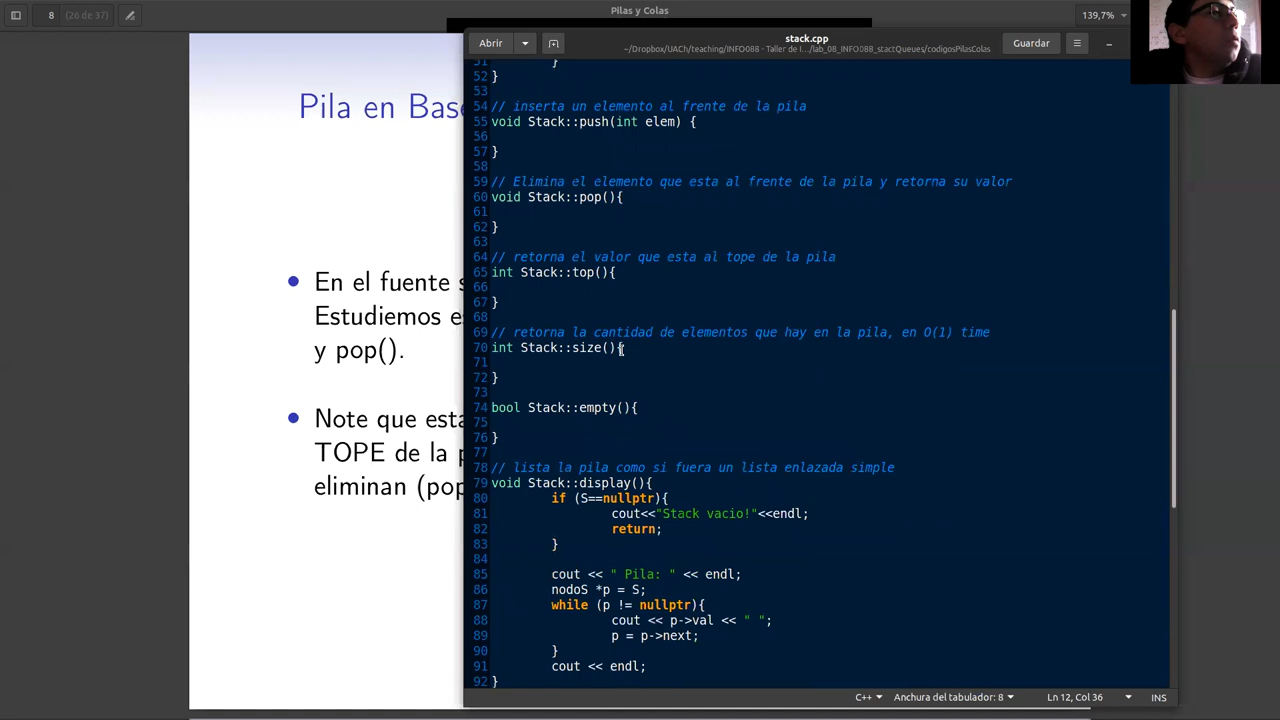 Pilas y Colas
8 (26 de 37)
139,7%
Abrir
stack.cpp
~/Dropbox/UACh/teaching/INFO088 - Taller de I.../lab_08_INFO088_stactQueues/codigosPilasColas
Guardar
Pila en Base
En el fuente s
Estudiemos es
y pop().
Note que esta
TOPE de la p
eliminan (pop
51 }
52 }
53
54 // inserta un elemento al frente de la pila
55 void Stack::push(int elem) {
56
57 }
58
59 // Elimina el elemento que esta al frente de la pila y retorna su valor
60 void Stack::pop(){
61
62 }
63
64 // retorna el valor que esta al tope de la pila
65 int Stack::top(){
66
67 }
68
69 // retorna la cantidad de elementos que hay en la pila, en O(1) time
70 int Stack::size(){
71
72 }
73
74 bool Stack::empty(){
75
76 }
77
78 // lista la pila como si fuera un lista enlazada simple
79 void Stack::display(){
80 if (S==nullptr){
81 cout<<"Stack vacio!"<<endl;
82 return;
83 }
84
85 cout << " Pila: " << endl;
86 nodoS *p = S;
87 while (p != nullptr){
88 cout << p->val << " ";
89 p = p->next;
90 }
91 cout << endl;
92 }
C++ Anchura del tabulador: 8 Ln 12, Col 36 INS